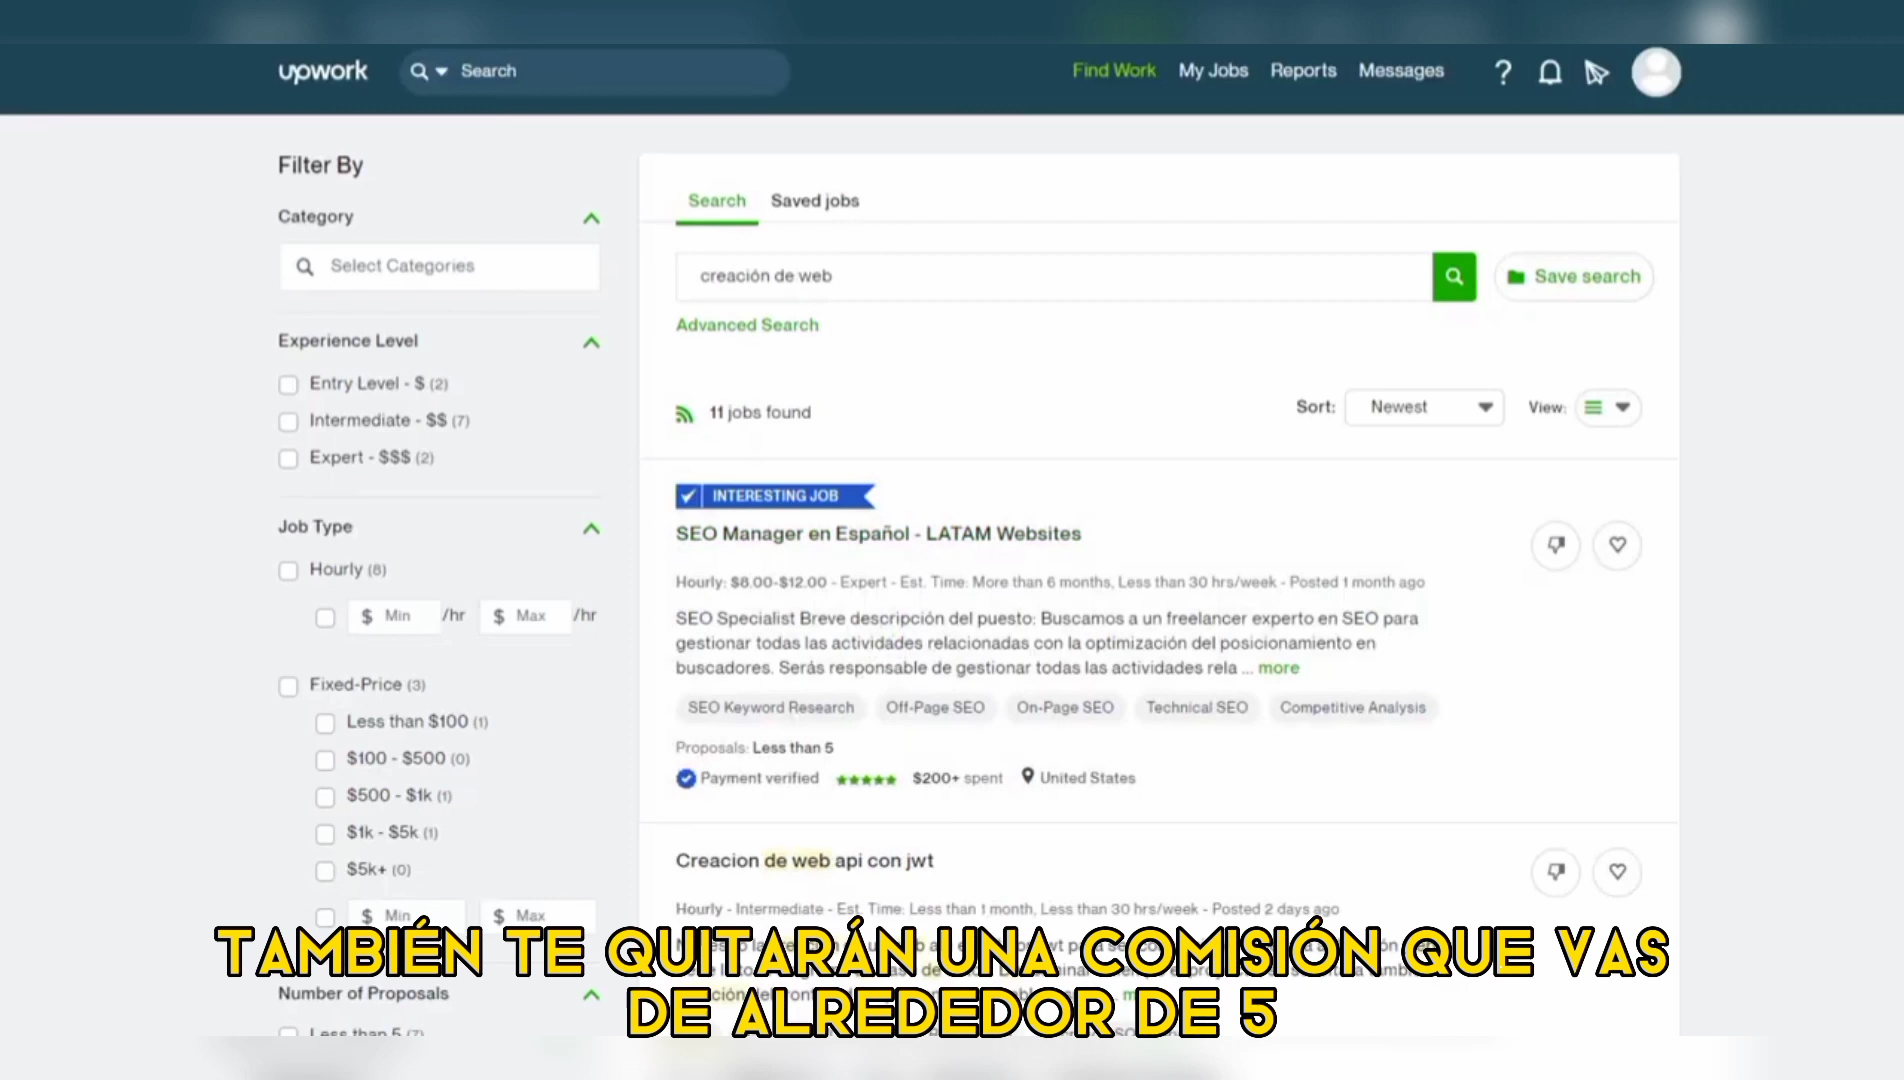 upwork
Search
Find Work
My Jobs
Reports
Messages
?
Filter By
Category
Select Categories
Experience Level
Entry Level - $ (2)
Intermediate - $$ (7)
Expert - $$$ (2)
Job Type
Hourly (8)
$ Min /hr $ Max /hr
Fixed-Price (3)
Less than $100 (1)
$100 - $500 (0)
$500 - $1k (1)
$1k - $5k (1)
$5k+ (0)
$ Min $ Max
Number of Proposals
Less than 5 (7)
Search
Saved jobs
creación de web
Save search
Advanced Search
11 jobs found
Sort: Newest
View:
INTERESTING JOB
SEO Manager en Español - LATAM Websites
Hourly: $8.00-$12.00 - Expert - Est. Time: More than 6 months, Less than 30 hrs/week - Posted 1 month ago
SEO Specialist Breve descripción del puesto: Buscamos a un freelancer experto en SEO para
gestionar todas las actividades relacionadas con la optimización del posicionamiento en
buscadores. Serás responsable de gestionar todas las actividades rela ... more
SEO Keyword Research
Off-Page SEO
On-Page SEO
Technical SEO
Competitive Analysis
Proposals: Less than 5
Payment verified
$200+ spent
United States
Creacion de web api con jwt
Hourly - Intermediate - Est. Time: Less than 1 month, Less than 30 hrs/week - Posted 2 days ago
TAMBIÉN TE QUITARÁN UNA COMISIÓN QUE VAS
DE ALREDEDOR DE 5